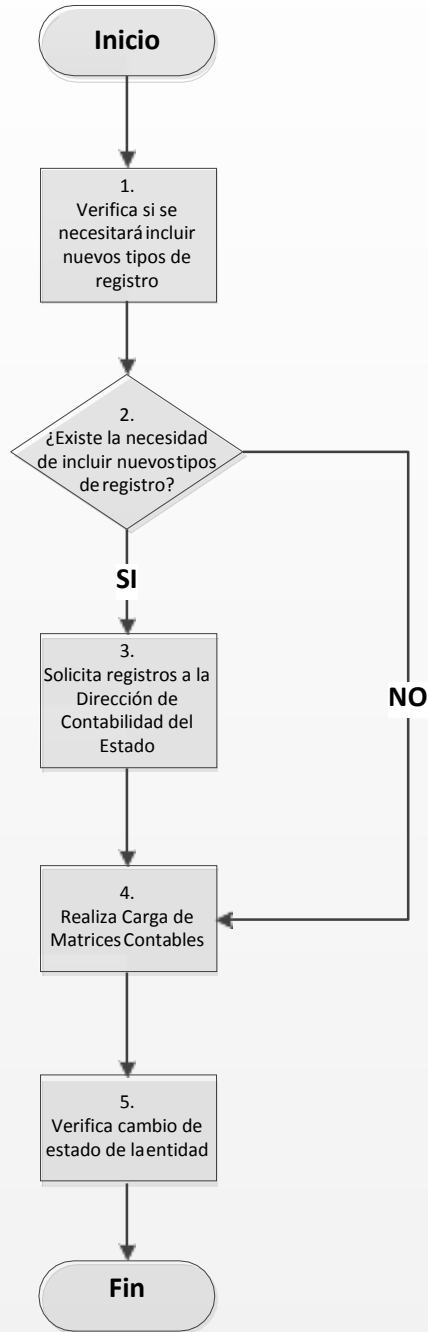 Inicio
1.
Verifica si se
necesitará incluir
nuevos tipos de
registro
2.
¿Existe la necesidad
de incluir nuevos tipos
de registro?
SI
3.
Solicita registros a la
Dirección de
Contabilidad del
Estado
NO
4.
Realiza Carga de
Matrices Contables
5.
Verifica cambio de
estado de la entidad
Fin